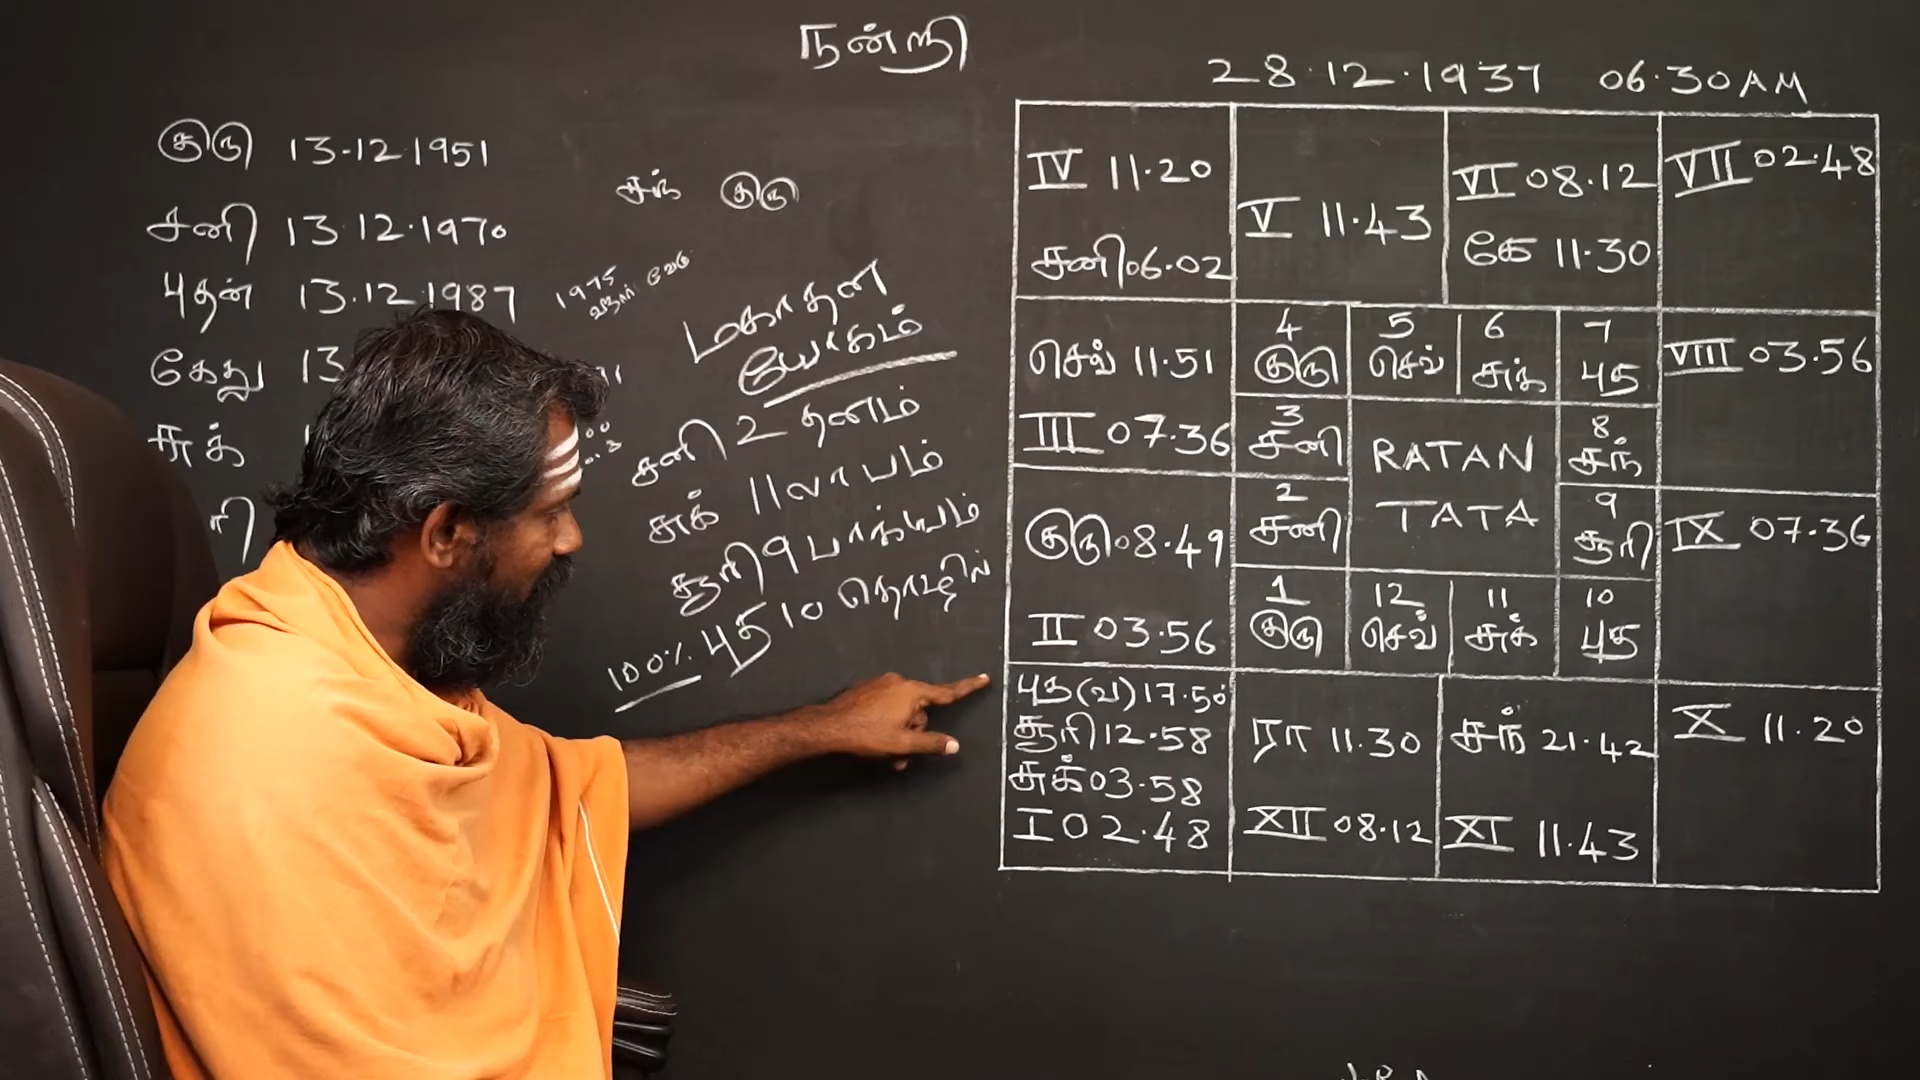 நன்றி
28.12.1937 06.30AM
குரு 13-12.1951
சனி 13.12.1970
புதன் 13.12.1987
கேது 13
சுக்
ரி
சந் குரு
1975
மகாதன
யோகம்
சனி 2 தனம்
சுக் 11 லாபம்
சூரி 9 பாக்யம்
100% புத 10 தொழில்
IV 11.20
சனி 06.02
V 11.43
VI 08.12
கே 11.30
VII 02.48
செவ் 11.51
III 07.36
4 குரு
5 செவ்
6 சுக்
7 புத
VIII 03.56
3 சனி
RATAN
TATA
8 சந்
குரு 08.49
II 03.56
2 சனி
9 சூரி
IX 07.36
1 குரு
12 செவ்
11 சுக்
10 புத
புத (வ) 17.50
சூரி 12.58
சுக் 03.58
I 02.48
ரா 11.30
XII 08.12
சந் 21.42
XI 11.43
X 11.20